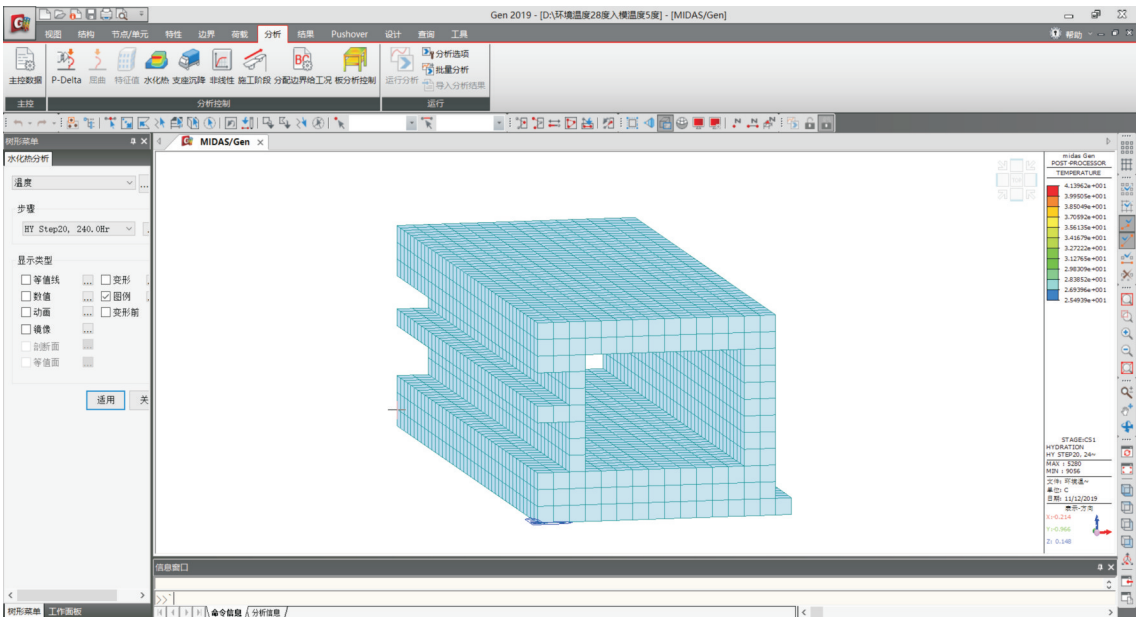 Gen 2019 - [D:\环境温度28度入模温度5度] - [MIDAS/Gen]
视图 结构 节点/单元 特性 边界 荷载 分析 结果 Pushover 设计 查询 工具 帮助
主控数据 P-Delta 屈曲 特征值 水化热 支座沉降 非线性 施工阶段 分配边界给工况 板分析控制 运行分析
分析选项
批量分析
导入分析结果
主控 分析控制 运行
树形菜单
MIDAS/Gen
水化热分析
温度
步骤
HY Step20, 240.0Hr
显示类型
等值线 ... 变形
数值 ... 图例
动画 ... 变形前
镜像 ...
剖断面 ...
等值面 ...
适用 关
midas Gen
POST-PROCESSOR
TEMPERATURE
4.13962e+001
3.99505e+001
3.85049e+001
3.70592e+001
3.56135e+001
3.41679e+001
3.27222e+001
3.12765e+001
2.98309e+001
2.83852e+001
2.69396e+001
2.54939e+001
STAGE:CS1
HYDRATION
HY STEP20, 24~
MAX : 5280
MIN : 9056
文件: 环境温~
单位: C
日期: 11/12/2019
表示-方向
X:-0.214
Y:-0.966
Z: 0.148
信息窗口
>>
命令信息 分析信息
树形菜单 工作面板